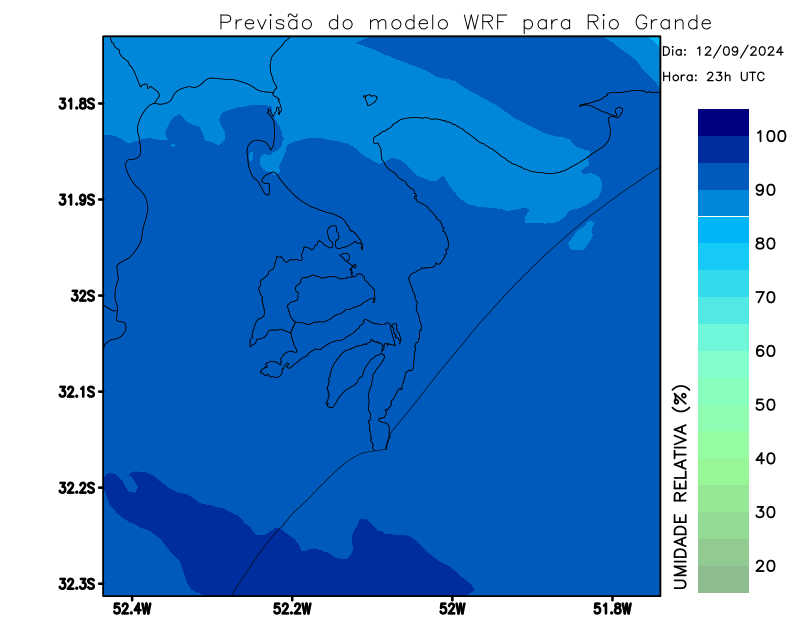 Previsão do modelo WRF para Rio Grande
Dia: 12/09/2024
Hora: 23h UTC
31.8S
31.9S
32S
32.1S
32.2S
32.3S
52.4W
52.2W
52W
51.8W
UMIDADE RELATIVA (%)
100
90
80
70
60
50
40
30
20